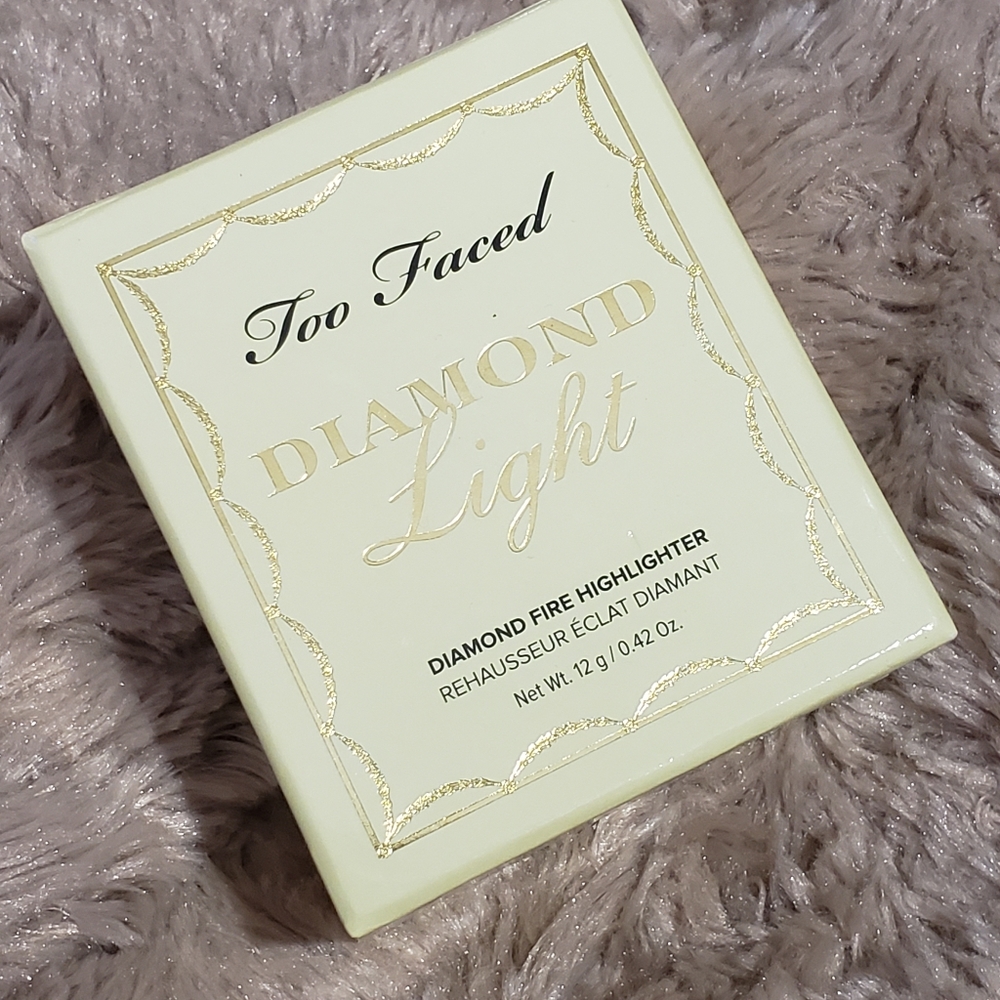 Too Faced
DIAMOND
Light
DIAMOND FIRE HIGHLIGHTER
REHAUSSEUR ÉCLAT DIAMANT
Net Wt. 12 g / 0.42 Oz.